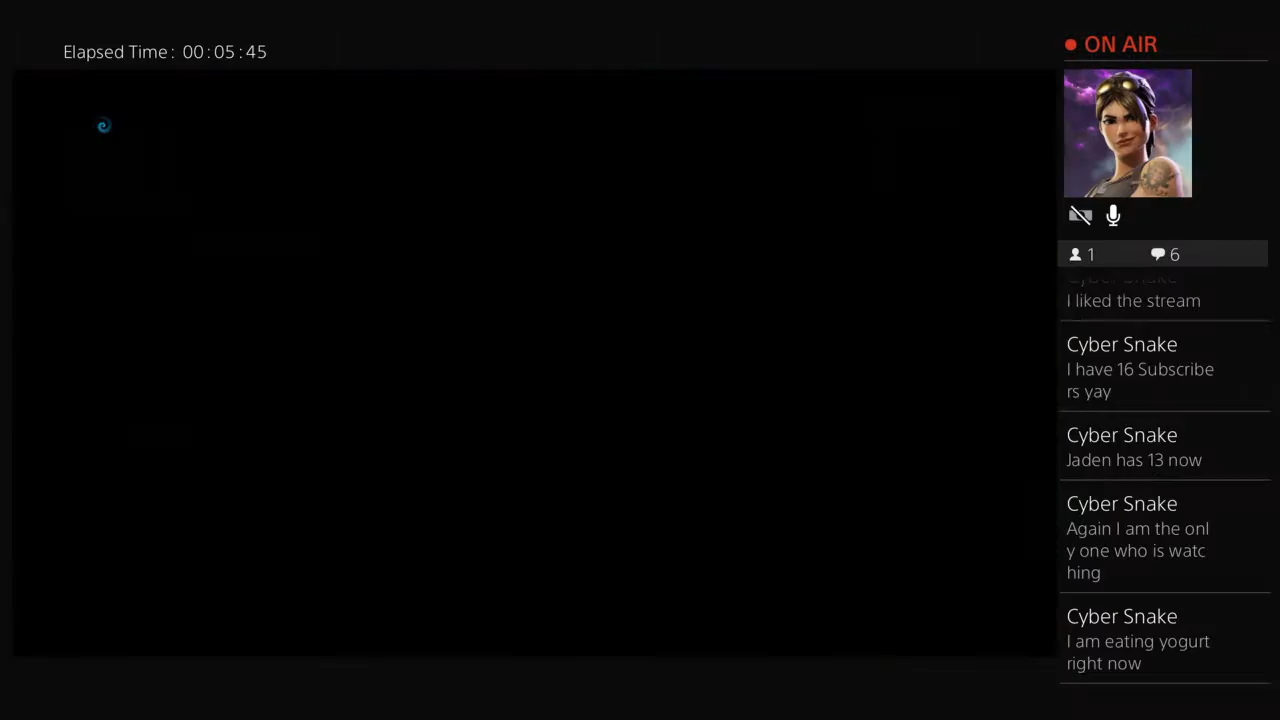 Elapsed Time: 00:05:45
ON AIR
1
6
Cyber Snake
I liked the stream
Cyber Snake
I have 16 Subscribe
rs yay
Cyber Snake
Jaden has 13 now
Cyber Snake
Again I am the onl
y one who is watc
hing
Cyber Snake
I am eating yogurt
right now